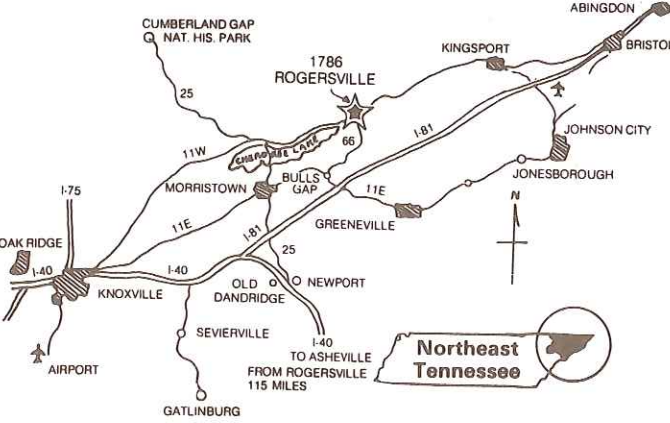 ABINGDON
CUMBERLAND GAP
NAT. HIS. PARK
BRISTOL
KINGSPORT
1786
ROGERSVILLE
25
I-81
JOHNSON CITY
66
11W
CHEROKEE LAKE
JONESBOROUGH
BULLS
GAP
MORRISTOWN
11E
I-75
N
GREENEVILLE
11E
I-81
OAK RIDGE
25
I-40
I-40
KNOXVILLE
OLD
DANDRIDGE
NEWPORT
SEVIERVILLE
I-40
Northeast
Tennessee
TO ASHEVILLE
FROM ROGERSVILLE
115 MILES
AIRPORT
GATLINBURG